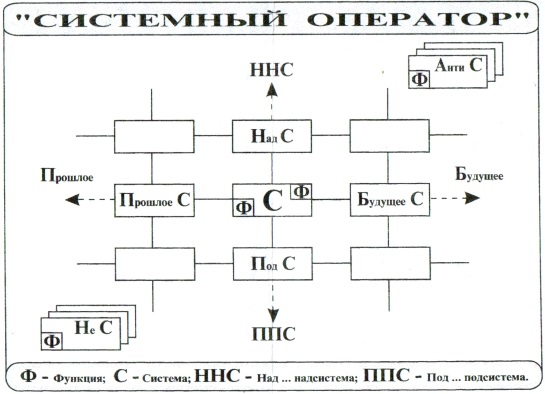 "СИСТЕМНЫЙ ОПЕРАТОР"
ННС
Анти С
Ф
Над С
Прошлое
Будущее
Прошлое С
Ф С Ф
Будущее С
Под С
Не С
Ф
ППС
Ф - Функция; С - Система; ННС - Над ... надсистема; ППС - Под ... подсистема.